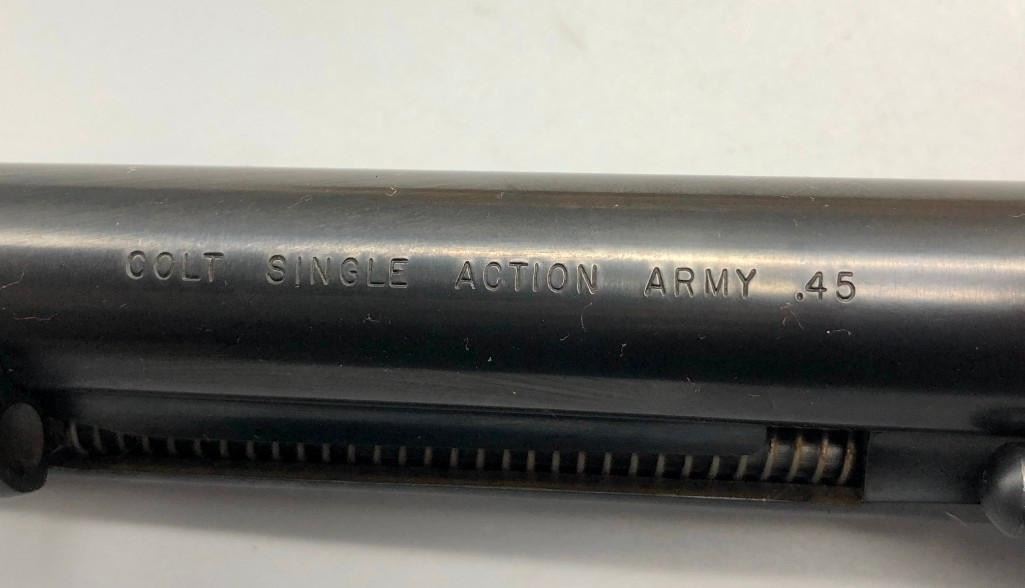 COLT SINGLE ACTION ARMY .45